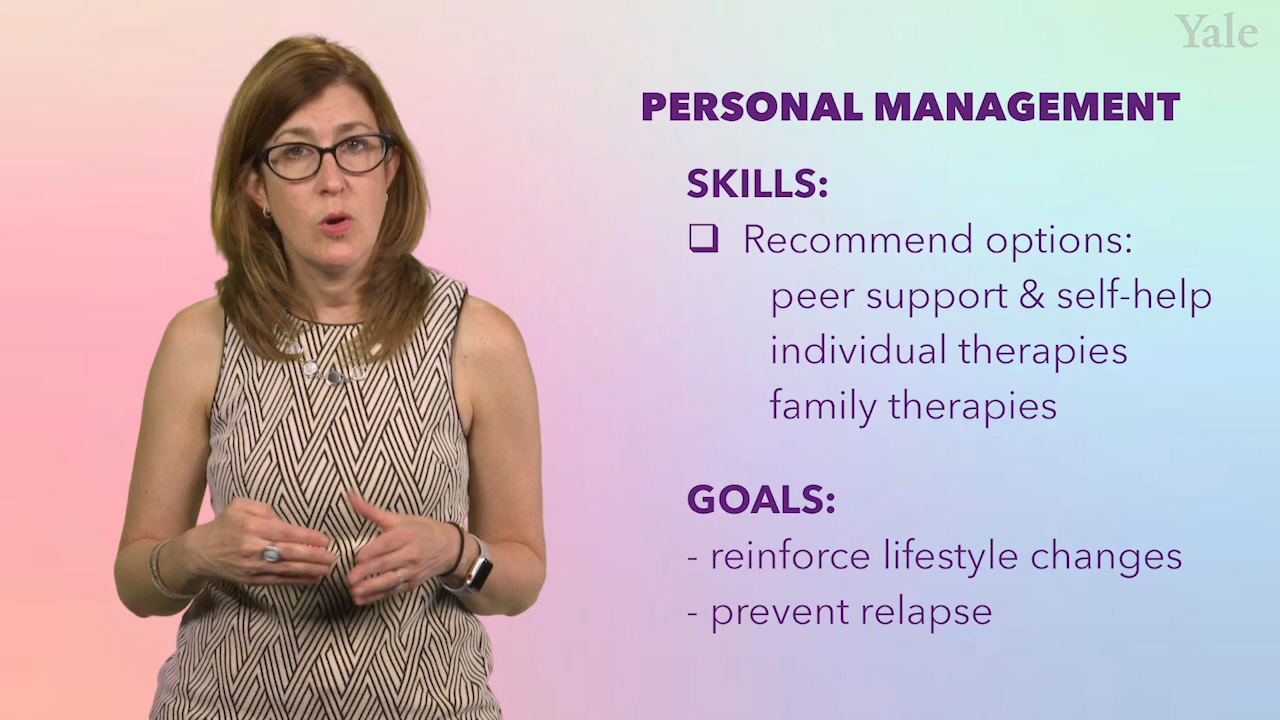 Yale
PERSONAL MANAGEMENT
SKILLS:
❑ Recommend options:
peer support & self-help
individual therapies
family therapies
GOALS:
- reinforce lifestyle changes
- prevent relapse